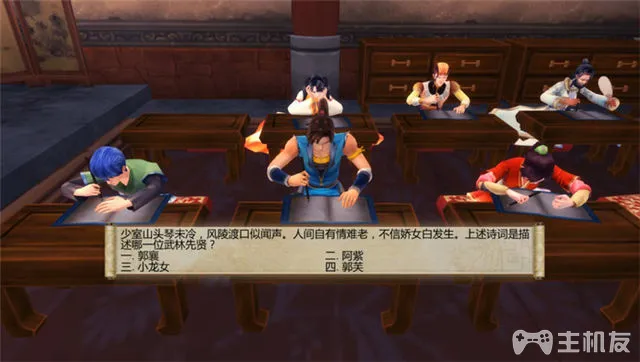 少室山头琴未冷，风陵渡口似闻声。人间自有情难老，不信娇女白发生。上述诗词是描
述哪一位武林先贤？
一. 郭襄 二. 阿紫
三. 小龙女 四. 郭芙
主机友